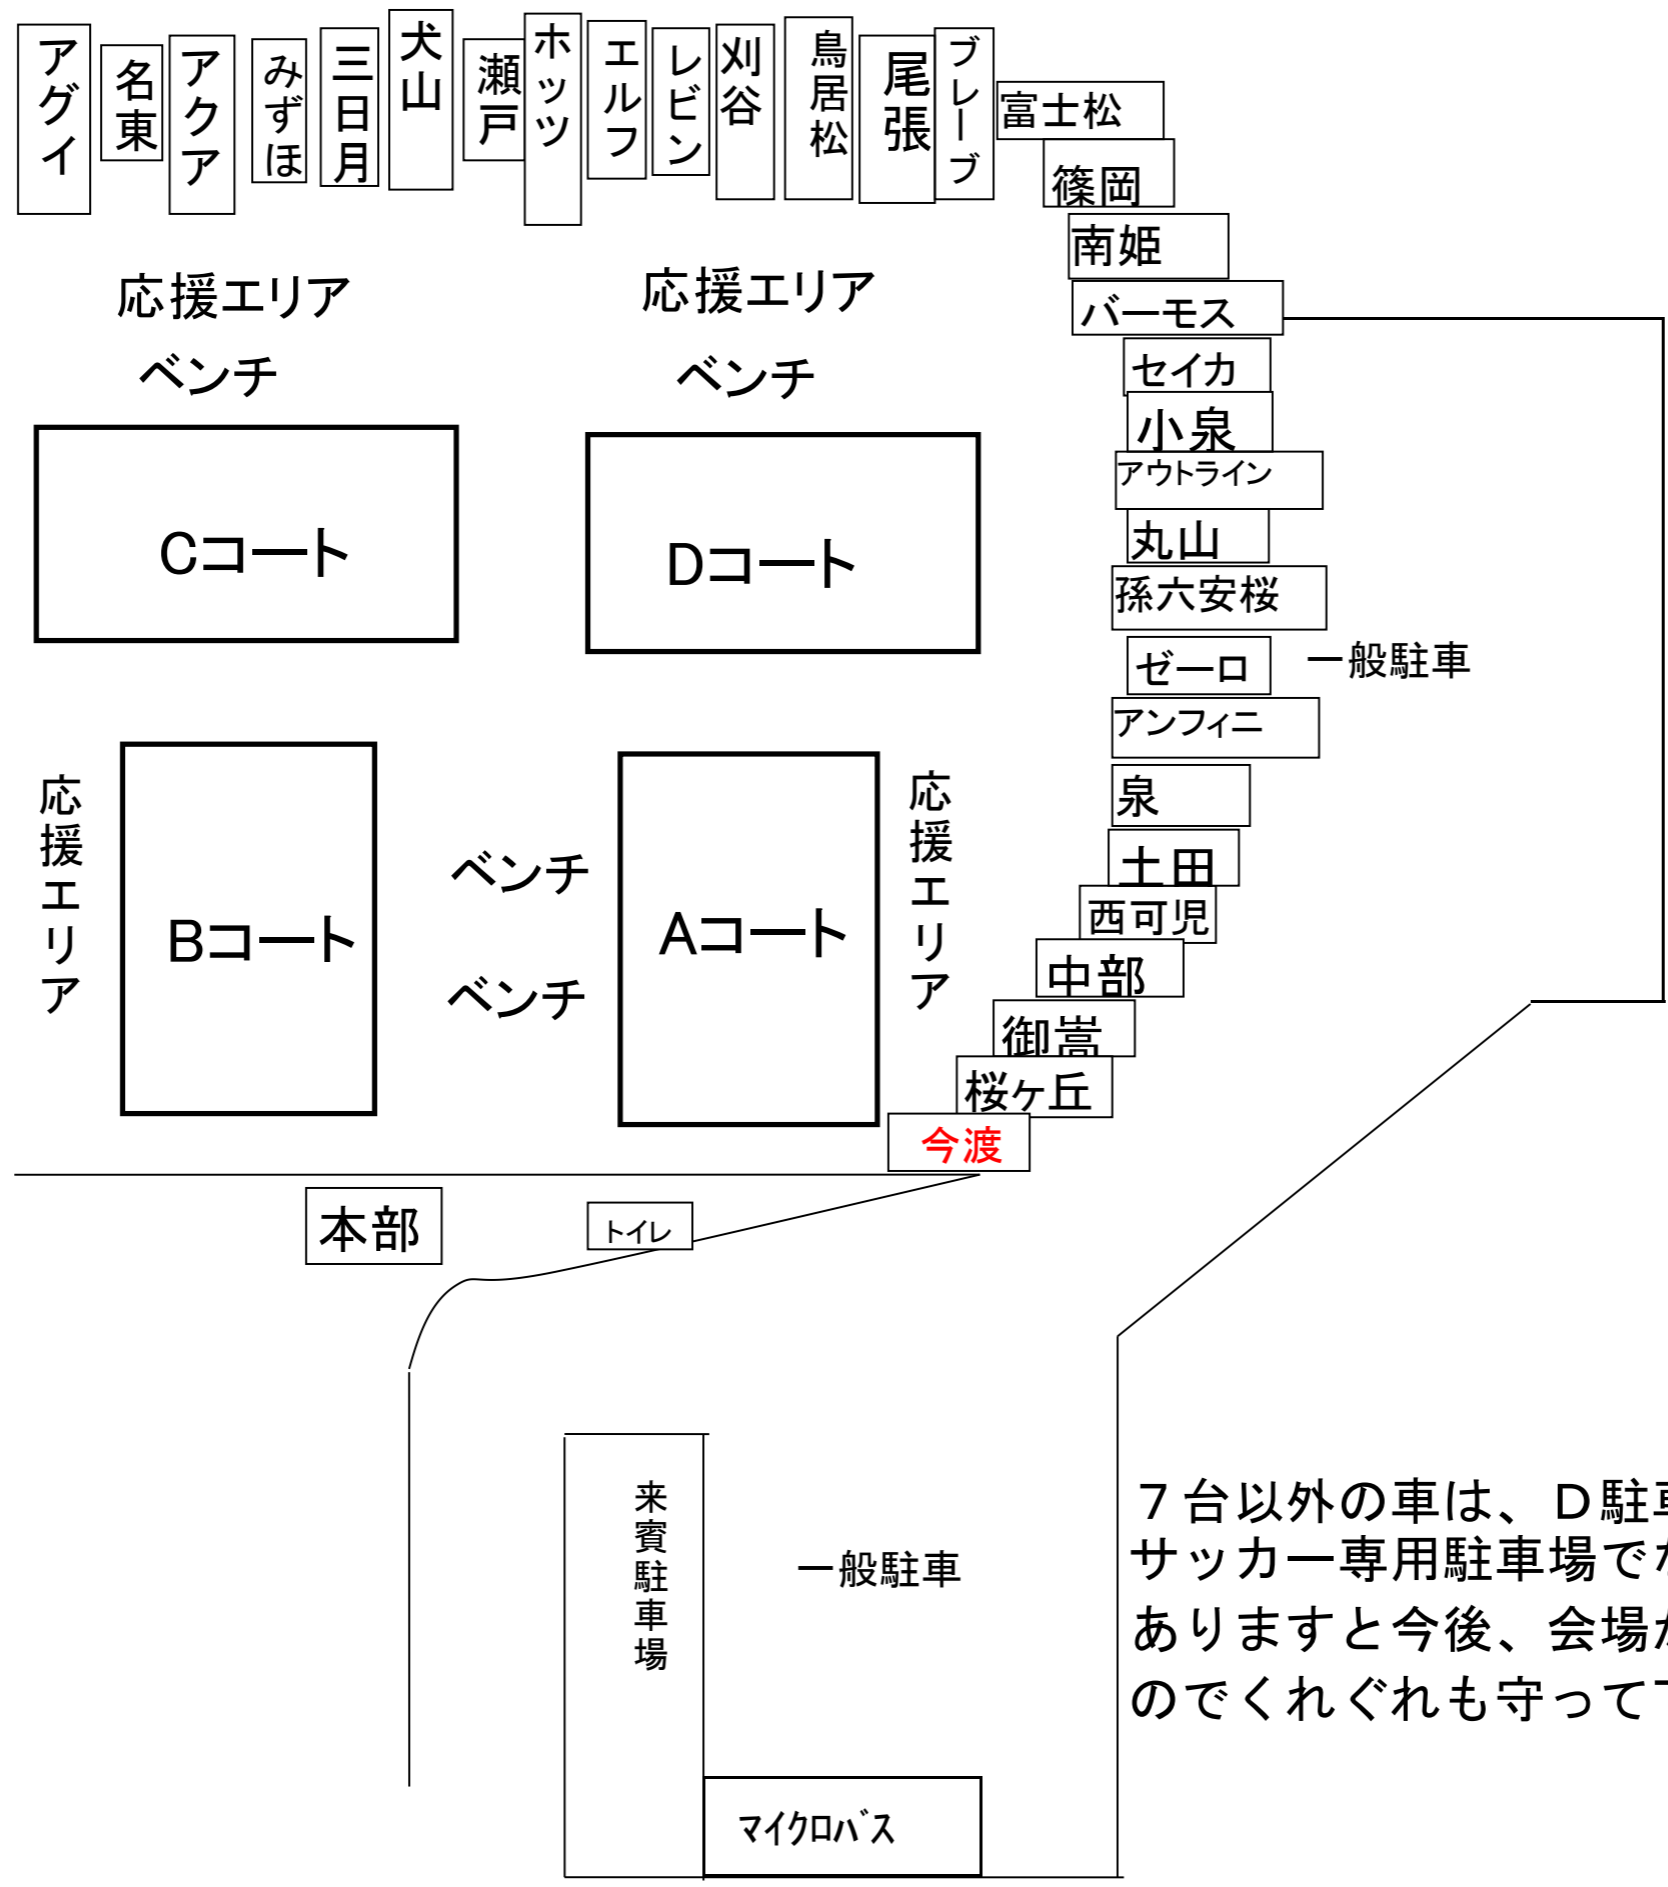 アグイ
名東
アクア
みずほ
三日月
犬山
瀬戸
ホッツ
エルフ
レビン
刈谷
鳥居松
尾張
ブレーブ
富士松
篠岡
南姫
バーモス
セイカ
小泉
アウトライン
丸山
孫六安桜
ゼーロ
一般駐車
アンフィニ
泉
土田
西可児
中部
御嵩
桜ヶ丘
今渡
応援エリア
応援エリア
ベンチ
ベンチ
Cコート
Dコート
応援エリア
Bコート
ベンチ
ベンチ
Aコート
応援エリア
本部
トイレ
来賓駐車場
一般駐車
マイクロバス
７台以外の車は、Ｄ駐
サッカー専用駐車場で
ありますと今後、会場
のでくれぐれも守って